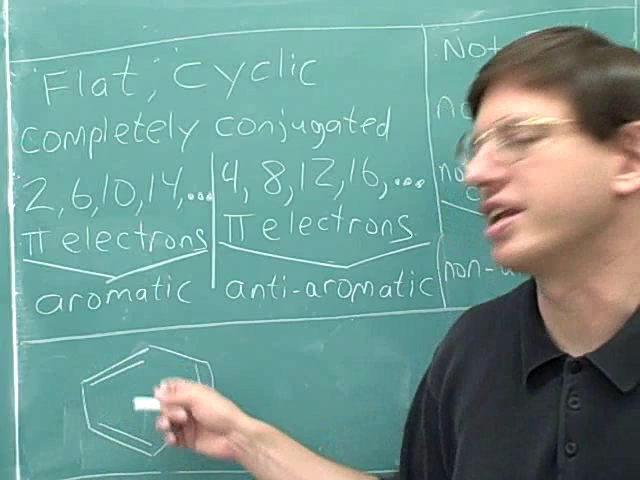 Flat, Cyclic
completely conjugated
2, 6, 10, 14, ...
π electrons
aromatic
4, 8, 12, 16, ...
π electrons
anti-aromatic
Not
non-